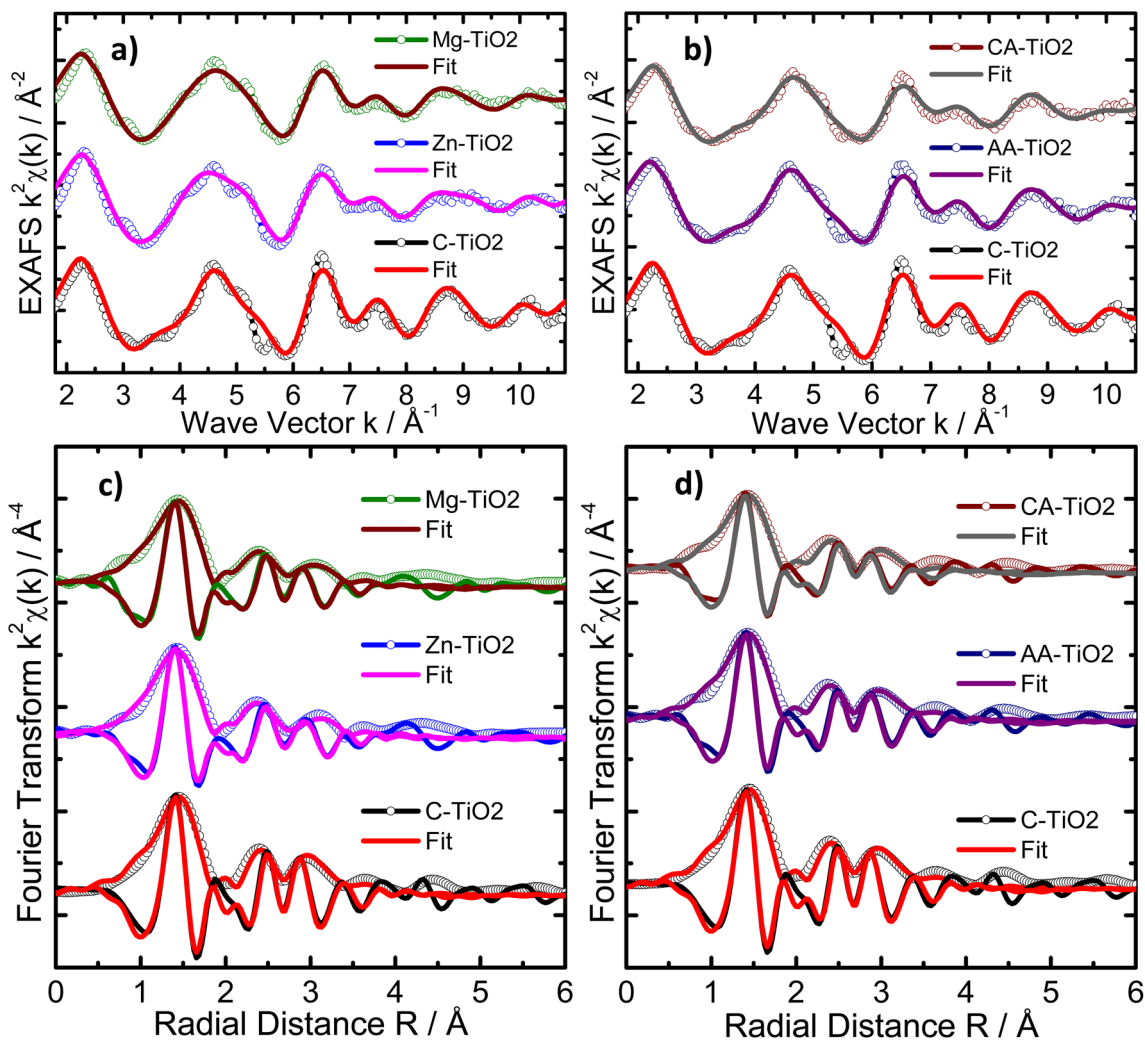 a)
Mg-TiO2
Fit
Zn-TiO2
Fit
C-TiO2
Fit
EXAFS k²χ(k) / Å⁻²
2 3 4 5 6 7 8 9 10
Wave Vector k / Å⁻¹
b)
CA-TiO2
Fit
AA-TiO2
Fit
C-TiO2
Fit
EXAFS k²χ(k) / Å⁻²
2 3 4 5 6 7 8 9 10
Wave Vector k / Å⁻¹
c)
Mg-TiO2
Fit
Zn-TiO2
Fit
C-TiO2
Fit
Fourier Transform k²χ(k) / Å⁻⁴
0 1 2 3 4 5 6
Radial Distance R / Å
d)
CA-TiO2
Fit
AA-TiO2
Fit
C-TiO2
Fit
Fourier Transform k²χ(k) / Å⁻⁴
0 1 2 3 4 5 6
Radial Distance R / Å